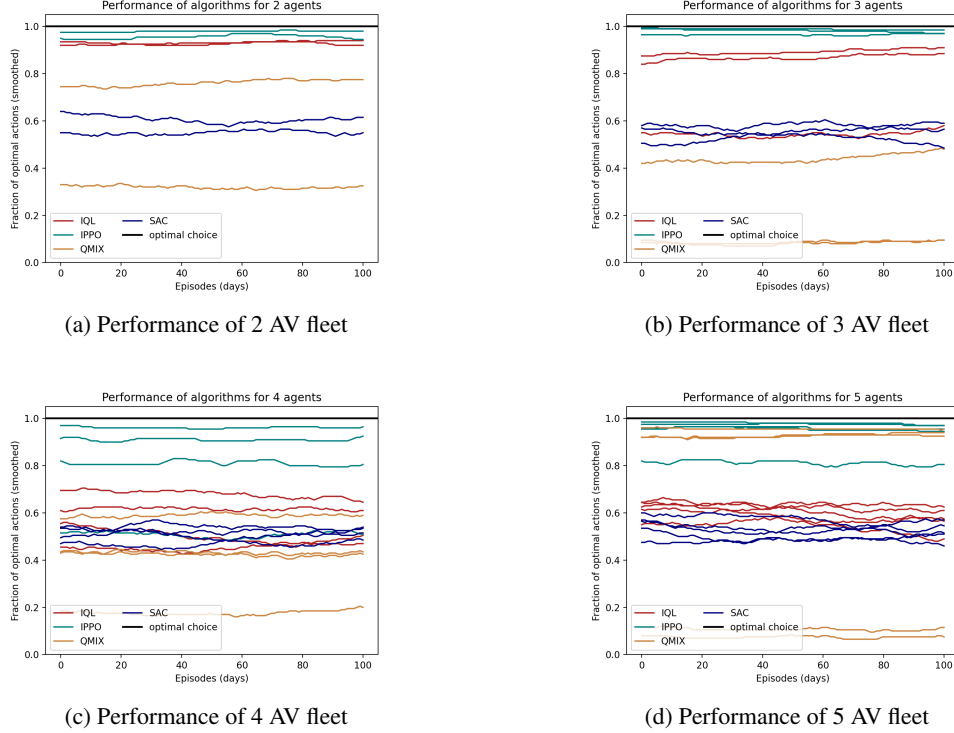 Performance of algorithms for 2 agents
Fraction of optimal actions (smoothed)
1.0
0.8
0.6
0.4
0.2
0.0
IQL
IPPO
QMIX
SAC
optimal choice
0 20 40 60 80 100
Episodes (days)
(a) Performance of 2 AV fleet
Performance of algorithms for 3 agents
Fraction of optimal actions (smoothed)
1.0
0.8
0.6
0.4
0.2
0.0
IQL
IPPO
QMIX
SAC
optimal choice
0 20 40 60 80 100
Episodes (days)
(b) Performance of 3 AV fleet
Performance of algorithms for 4 agents
Fraction of optimal actions (smoothed)
1.0
0.8
0.6
0.4
0.2
0.0
IQL
IPPO
QMIX
SAC
optimal choice
0 20 40 60 80 100
Episodes (days)
(c) Performance of 4 AV fleet
Performance of algorithms for 5 agents
Fraction of optimal actions (smoothed)
1.0
0.8
0.6
0.4
0.2
0.0
IQL
IPPO
QMIX
SAC
optimal choice
0 20 40 60 80 100
Episodes (days)
(d) Performance of 5 AV fleet